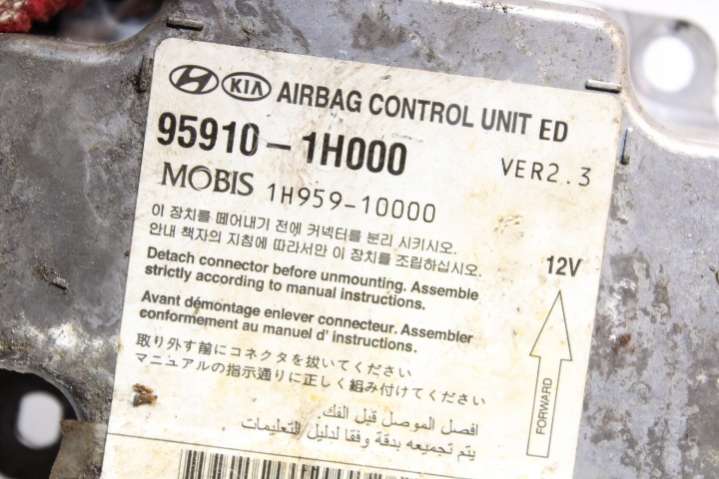 KIA AIRBAG CONTROL UNIT ED
95910-1H000 VER2.3
MOBIS 1H959-10000
이 장치를 떼어내기 전에 커넥터를 분리 시키시오.
안내 책자의 지침에 따라서만 이 장치를 조립하십시오.
12V
Detach connector before unmounting. Assemble
strictly according to manual instructions.
Avant démontage enlever connecteur. Assembler
conformement au manuel d' instructions.
FORWARD
取り外す前にコネクタを抜いてください
マニュアルの指示通りに正しく組み付けてください
افصل الموصل قبل الفك.
يتم تجميعه بدقة وفقا لدليل التعليمات